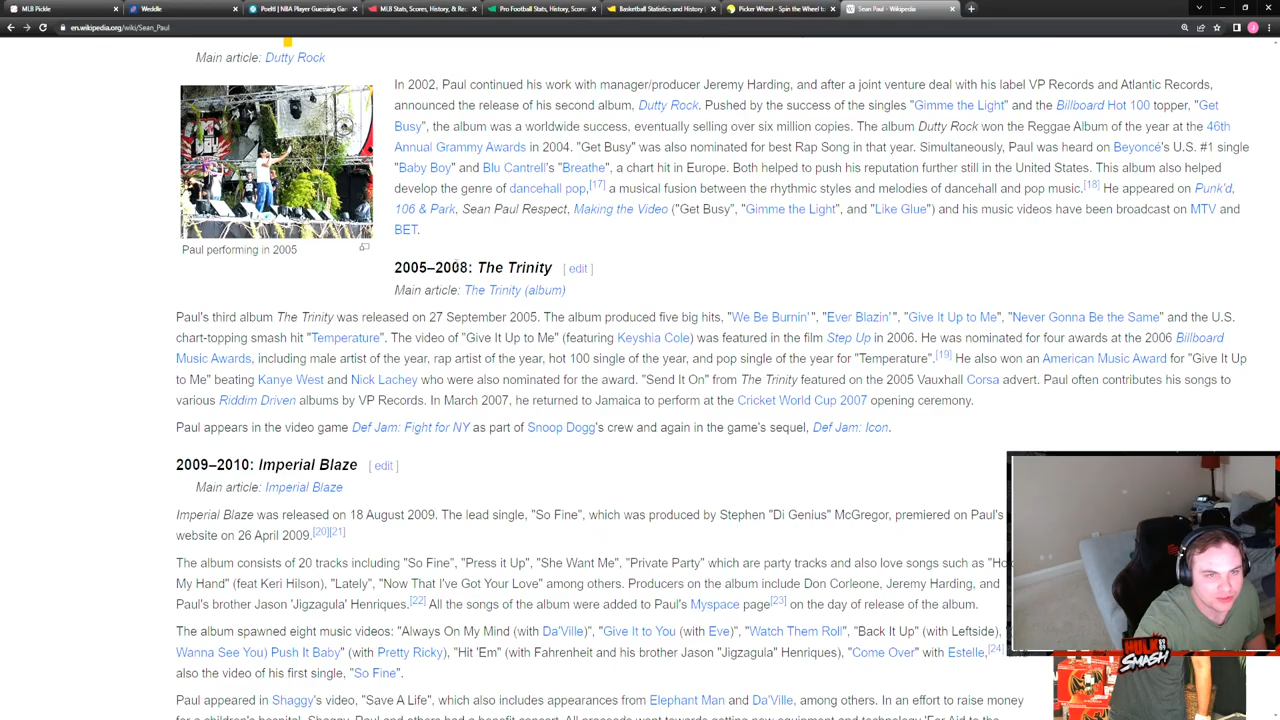 MLB Pickle
Weddle
Poeltl | NBA Player Guessing Gam
MLB Stats, Scores, History, & Re
Pro Football Stats, History, Score
Basketball Statistics and History |
Picker Wheel - Spin the Wheel to
Sean Paul - Wikipedia
en.wikipedia.org/wiki/Sean_Paul
Main article: Dutty Rock
In 2002, Paul continued his work with manager/producer Jeremy Harding, and after a joint venture deal with his label VP Records and Atlantic Records,
announced the release of his second album, Dutty Rock. Pushed by the success of the singles "Gimme the Light" and the Billboard Hot 100 topper, "Get
Busy", the album was a worldwide success, eventually selling over six million copies. The album Dutty Rock won the Reggae Album of the year at the 46th
Annual Grammy Awards in 2004. "Get Busy" was also nominated for best Rap Song in that year. Simultaneously, Paul was heard on Beyoncé's U.S. #1 single
"Baby Boy" and Blu Cantrell's "Breathe", a chart hit in Europe. Both helped to push his reputation further still in the United States. This album also helped
develop the genre of dancehall pop,[17] a musical fusion between the rhythmic styles and melodies of dancehall and pop music.[18] He appeared on Punk'd,
106 & Park, Sean Paul Respect, Making the Video ("Get Busy", "Gimme the Light", and "Like Glue") and his music videos have been broadcast on MTV and
BET.
Paul performing in 2005
2005–2008: The Trinity [ edit ]
Main article: The Trinity (album)
Paul's third album The Trinity was released on 27 September 2005. The album produced five big hits, "We Be Burnin'", "Ever Blazin'", "Give It Up to Me", "Never Gonna Be the Same" and the U.S.
chart-topping smash hit "Temperature". The video of "Give It Up to Me" (featuring Keyshia Cole) was featured in the film Step Up in 2006. He was nominated for four awards at the 2006 Billboard
Music Awards, including male artist of the year, rap artist of the year, hot 100 single of the year, and pop single of the year for "Temperature".[19] He also won an American Music Award for "Give It Up
to Me" beating Kanye West and Nick Lachey who were also nominated for the award. "Send It On" from The Trinity featured on the 2005 Vauxhall Corsa advert. Paul often contributes his songs to
various Riddim Driven albums by VP Records. In March 2007, he returned to Jamaica to perform at the Cricket World Cup 2007 opening ceremony.
Paul appears in the video game Def Jam: Fight for NY as part of Snoop Dogg's crew and again in the game's sequel, Def Jam: Icon.
2009–2010: Imperial Blaze [ edit ]
Main article: Imperial Blaze
Imperial Blaze was released on 18 August 2009. The lead single, "So Fine", which was produced by Stephen "Di Genius" McGregor, premiered on Paul's
website on 26 April 2009.[20][21]
The album consists of 20 tracks including "So Fine", "Press it Up", "She Want Me", "Private Party" which are party tracks and also love songs such as "Ho
My Hand" (feat Keri Hilson), "Lately", "Now That I've Got Your Love" among others. Producers on the album include Don Corleone, Jeremy Harding, and
Paul's brother Jason 'Jigzagula' Henriques.[22] All the songs of the album were added to Paul's Myspace page[23] on the day of release of the album.
The album spawned eight music videos: "Always On My Mind (with Da'Ville)", "Give It to You (with Eve), "Watch Them Roll", "Back It Up" (with Leftside),
Wanna See You) Push It Baby" (with Pretty Ricky), "Hit 'Em" (with Fahrenheit and his brother Jason "Jigzagula" Henriques), "Come Over" with Estelle,[24]
also the video of his first single, "So Fine".
Paul appeared in Shaggy's video, "Save A Life", which also includes appearances from Elephant Man and Da'Ville, among others. In an effort to raise money
HULK
SMASH